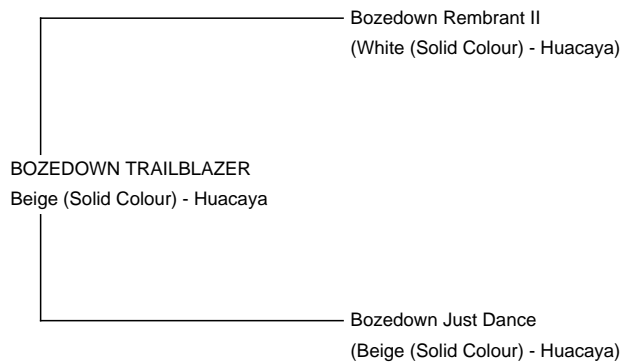 Bozedown Rembrant II
(White (Solid Colour) - Huacaya)
BOZEDOWN TRAILBLAZER
Beige (Solid Colour) - Huacaya
Bozedown Just Dance
(Beige (Solid Colour) - Huacaya)